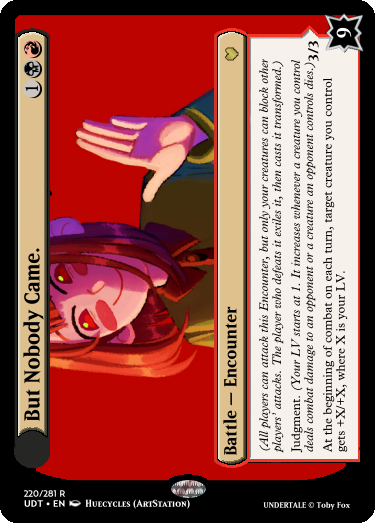 But Nobody Came.
1
Battle — Encounter
(All players can attack this Encounter, but only your creatures can block other
players' attacks. The player who defeats it exiles it, then casts it transformed.)
Judgment. (Your LV starts at 1. It increases whenever a creature you control
deals combat damage to an opponent or a creature an opponent controls dies.)
At the beginning of combat on each turn, target creature you control
gets +X/+X, where X is your LV.
3/3
9
220/281 R
UDT • EN HUECYCLES (ARTSTATION)
UNDERTALE © Toby Fox